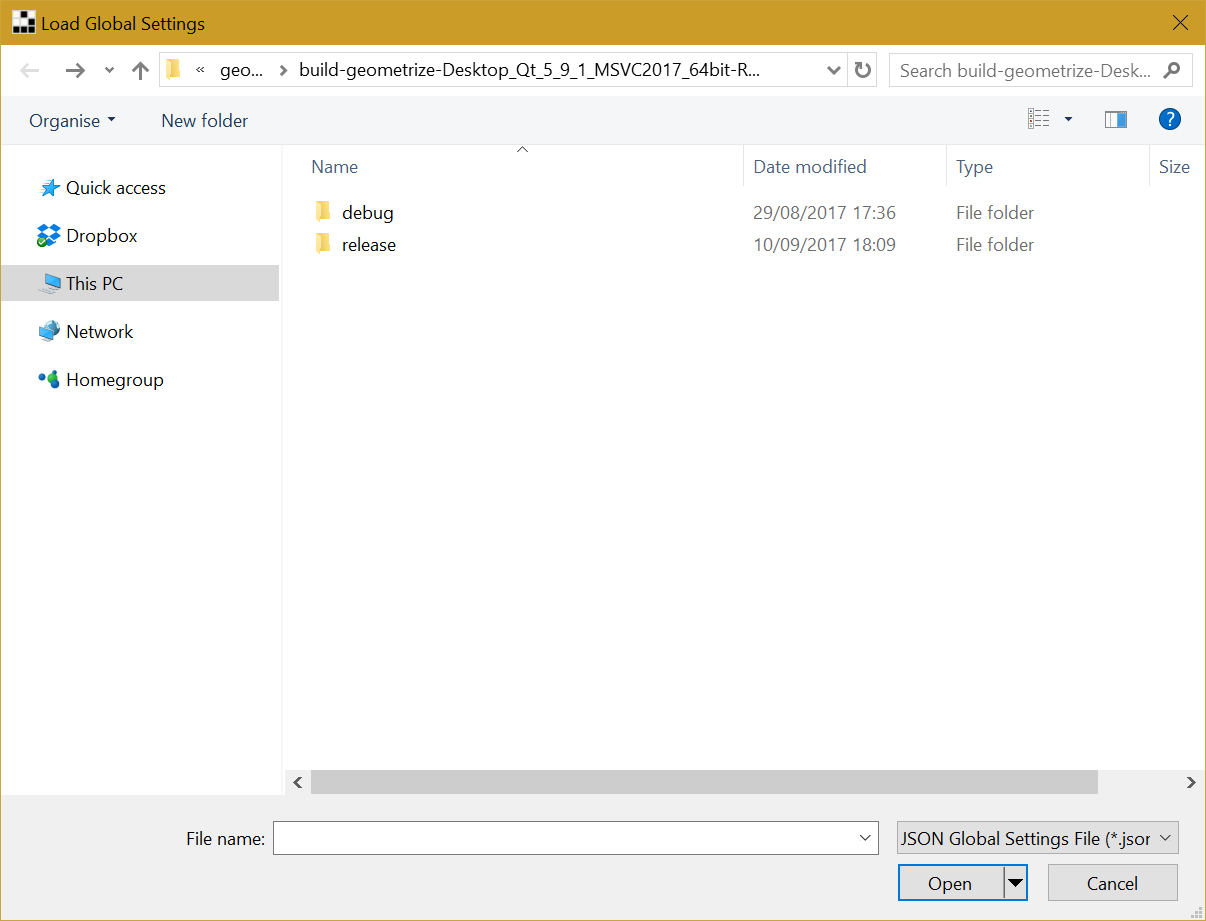 Load Global Settings
« geo... > build-geometrize-Desktop_Qt_5_9_1_MSVC2017_64bit-R... Search build-geometrize-Desk...
Organise New folder ?
Name Date modified Type Size
Quick access
debug 29/08/2017 17:36 File folder
Dropbox
release 10/09/2017 18:09 File folder
This PC
Network
Homegroup
File name: JSON Global Settings File (*.jsor
Open Cancel